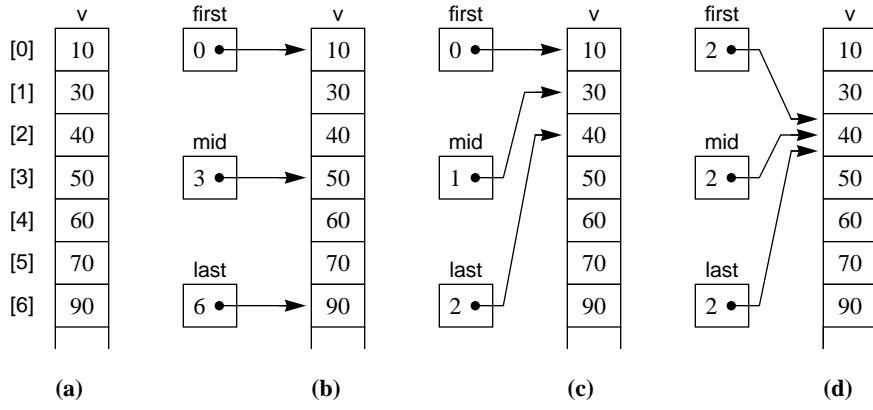 v first v first v first v
[0] 10 0 10 0 10 2 10
[1] 30 30 30 30
[2] 40 mid 40 mid 40 mid 40
[3] 50 3 50 1 50 2 50
[4] 60 60 60 60
[5] 70 last 70 last 70 last 70
[6] 90 6 90 2 90 2 90
(a) (b) (c) (d)